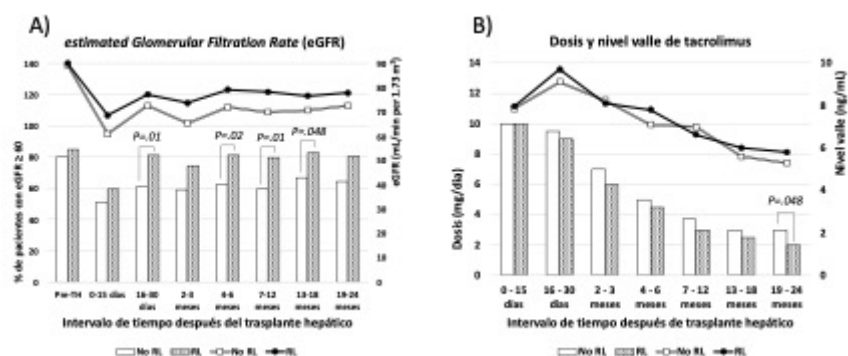 A)
estimated Glomerular Filtration Rate (eGFR)
% de pacientes con eGFR ≥ 60
140
120
100
80
60
40
20
0
P=.01
P=.02
P=.01
P=.048
90
80
70
60
50
40
30
20
10
0
eGFR (mL/min per 1.73 m²)
Pre-TH
0-15 días
16-30 días
2-3 meses
4-6 meses
7-12 meses
13-18 meses
19-24 meses
Intervalo de tiempo después del trasplante hepático
No RL
RL
No RL
RL
B)
Dosis y nivel valle de tacrolimus
Dosis (mg/día)
14
12
10
8
6
4
2
0
P=.048
10
8
6
4
2
0
Nivel valle (ng/mL)
0 - 15 días
16 - 30 días
2 - 3 meses
4 - 6 meses
7 - 12 meses
13 - 18 meses
19 - 24 meses
Intervalo de tiempo después de trasplante hepático
No RL
RL
No RL
RL